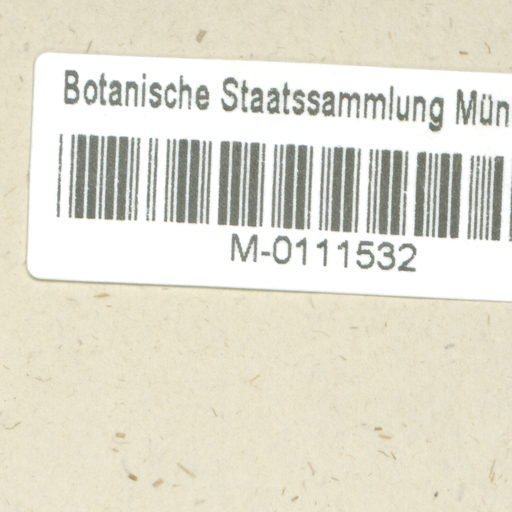 Botanische Staatssammlung Mün
M-0111532